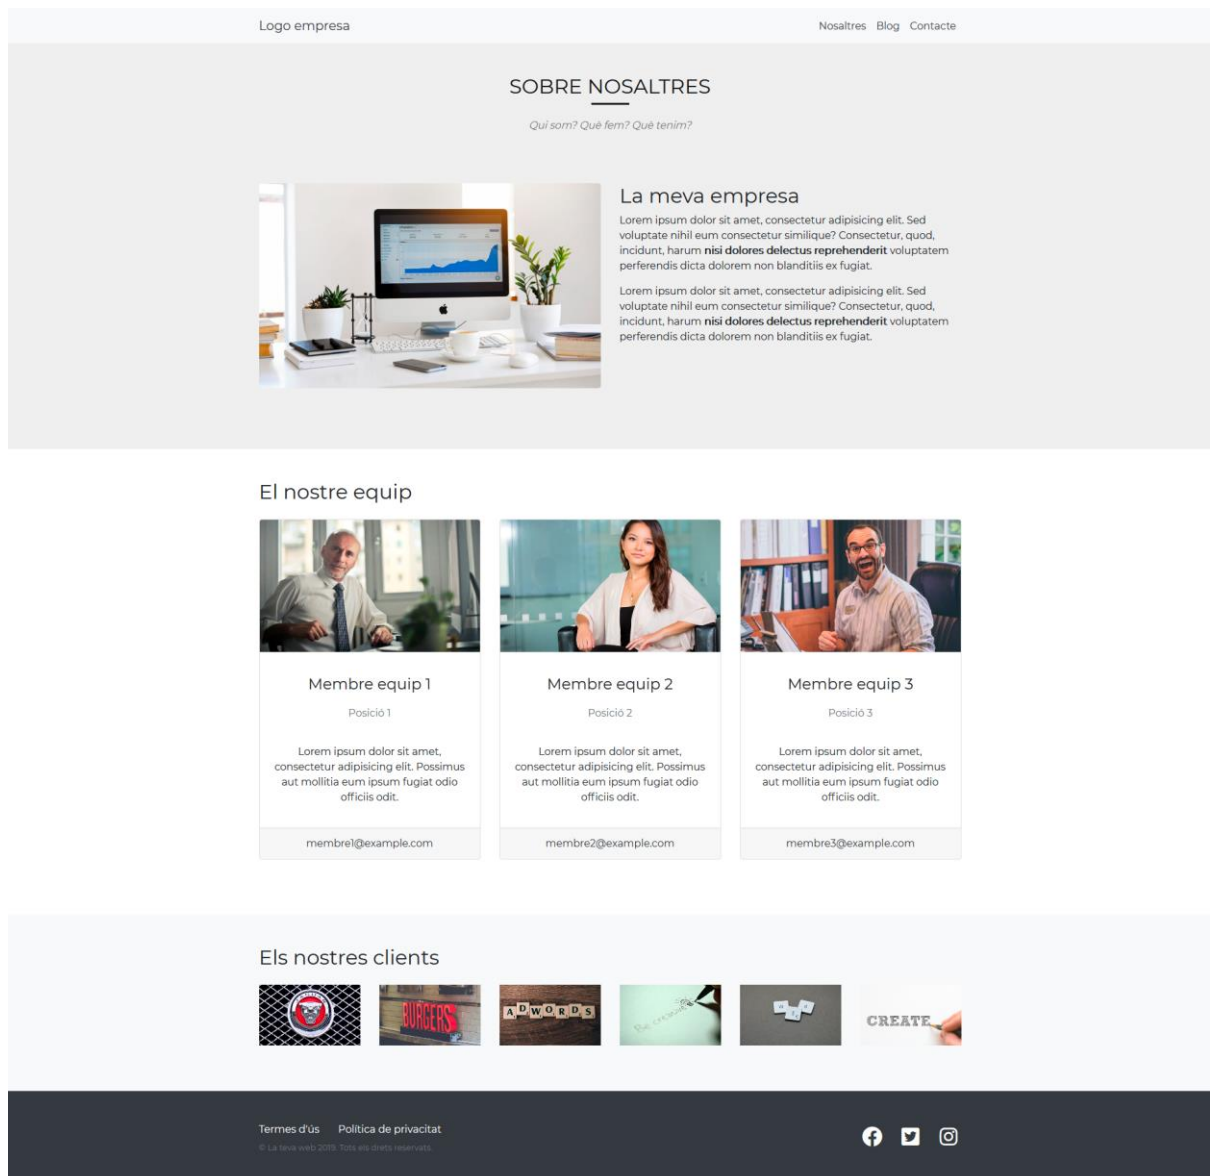 Logo empresa
Nosaltres Blog Contacte
SOBRE NOSALTRES
Qui som? Què fem? Què tenim?
La meva empresa
Lorem ipsum dolor sit amet, consectetur adipisicing elit. Sed
voluptate nihil eum consectetur similique? Consectetur, quod,
incidunt, harum nisi dolores delectus reprehenderit voluptatem
perferendis dicta dolorem non blanditiis ex fugiat.
Lorem ipsum dolor sit amet, consectetur adipisicing elit. Sed
voluptate nihil eum consectetur similique? Consectetur, quod,
incidunt, harum nisi dolores delectus reprehenderit voluptatem
perferendis dicta dolorem non blanditiis ex fugiat.
El nostre equip
Membre equip 1
Posició 1
Lorem ipsum dolor sit amet,
consectetur adipisicing elit. Possimus
aut mollitia eum ipsum fugiat odio
officiis odit.
membre1@example.com
Membre equip 2
Posició 2
Lorem ipsum dolor sit amet,
consectetur adipisicing elit. Possimus
aut mollitia eum ipsum fugiat odio
officiis odit.
membre2@example.com
Membre equip 3
Posició 3
Lorem ipsum dolor sit amet,
consectetur adipisicing elit. Possimus
aut mollitia eum ipsum fugiat odio
officiis odit.
membre3@example.com
Els nostres clients
BURGERS
ADWORDS
Be creative
CREATE
Termes d'ús Política de privacitat
© La teva web 2019. Tots els drets reservats.